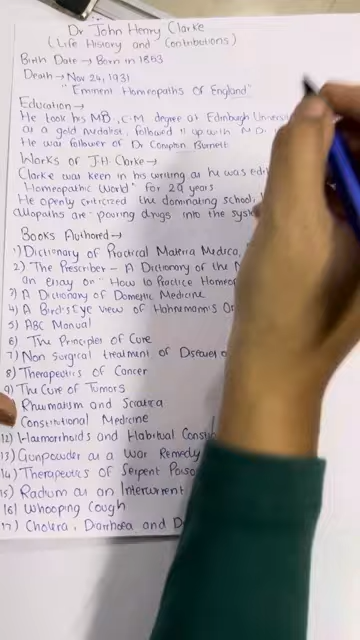 Dr John Henry Clarke
(Life History and Contributions)
Birth Date → Born in 1853
Death → Nov 24, 1931
"Eminent Homeopaths Of England"
Education →
He took his MB, C.M degree at Edinburgh
as a gold Medalist, followed up with M.D.
He was follower of Dr Compton Burnett
Works of J.H Clarke →
Clarke was keen in his writing as he was
Homeopathic World" for 29 years
He openly criticized the dominating school,
Allopaths are pouring drugs into the
Books Authored →
1) Dictionary of Practical Materia Medica,
2) "The Prescriber - A Dictionary of the
an essay on "How to Practice
3) A Dictionary of Domestic Medicine
4) A Bird's Eye view of Hahnemann's
5) ABC Manual
6) The Principles of Cure
7) Non Surgical treatment of
8) Therapeutics of Cancer
9) The Cure of Tumors
Rheumatism and Sciatica
Constitutional Medicine
12) Haemorrhoids and Habitual
13) Gunpowder as a War Remedy
14) Therapeutics of Serpent
15) Radium as an Internal
16) Whooping Cough
17) Cholera, Diarrhoea and